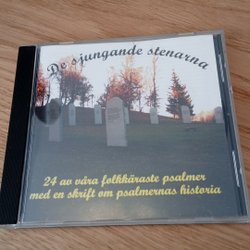 De sjungande stenarna
24 av våra folkkäraste psalmer
med en skrift om psalmernas historia